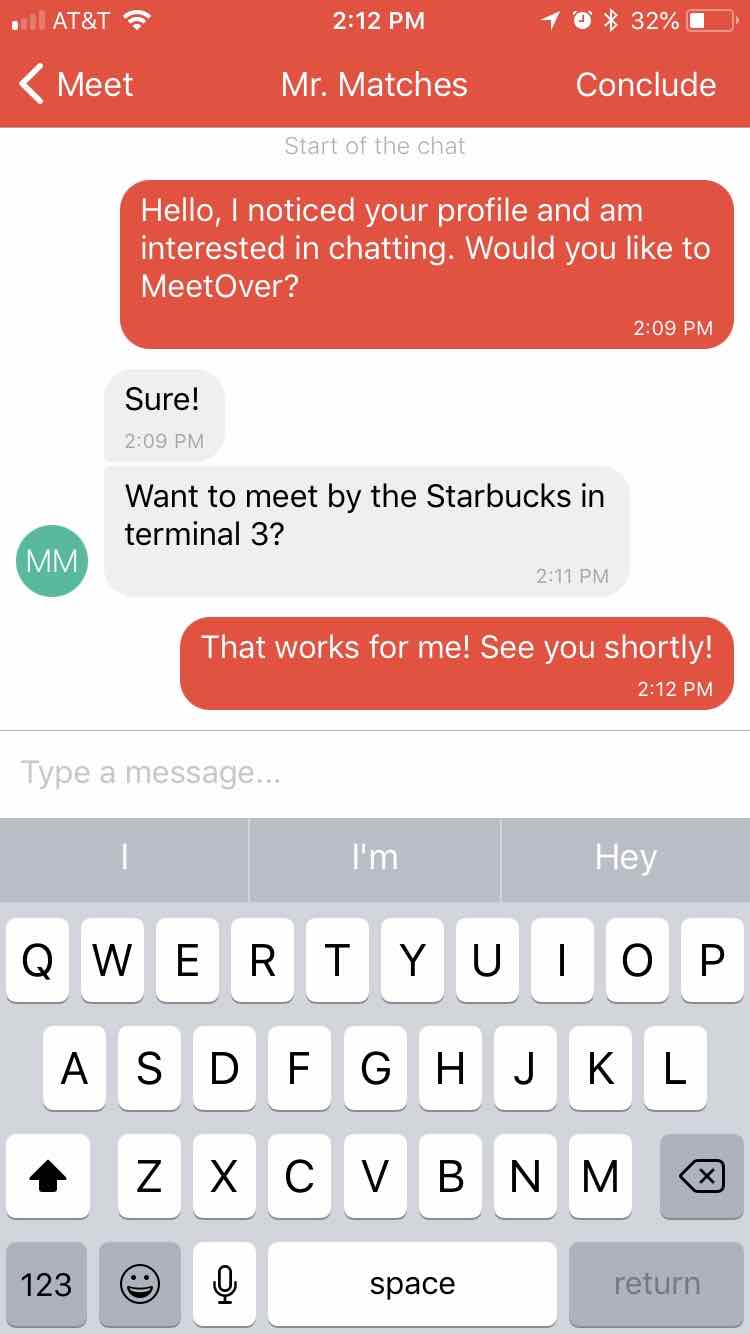 AT&T 2:12 PM 32%
Meet Mr. Matches Conclude
Start of the chat
Hello, I noticed your profile and am
interested in chatting. Would you like to
MeetOver?
2:09 PM
Sure!
2:09 PM
Want to meet by the Starbucks in
terminal 3?
2:11 PM
MM
That works for me! See you shortly!
2:12 PM
Type a message...
I I'm Hey
Q W E R T Y U I O P
A S D F G H J K L
Z X C V B N M
123 space return